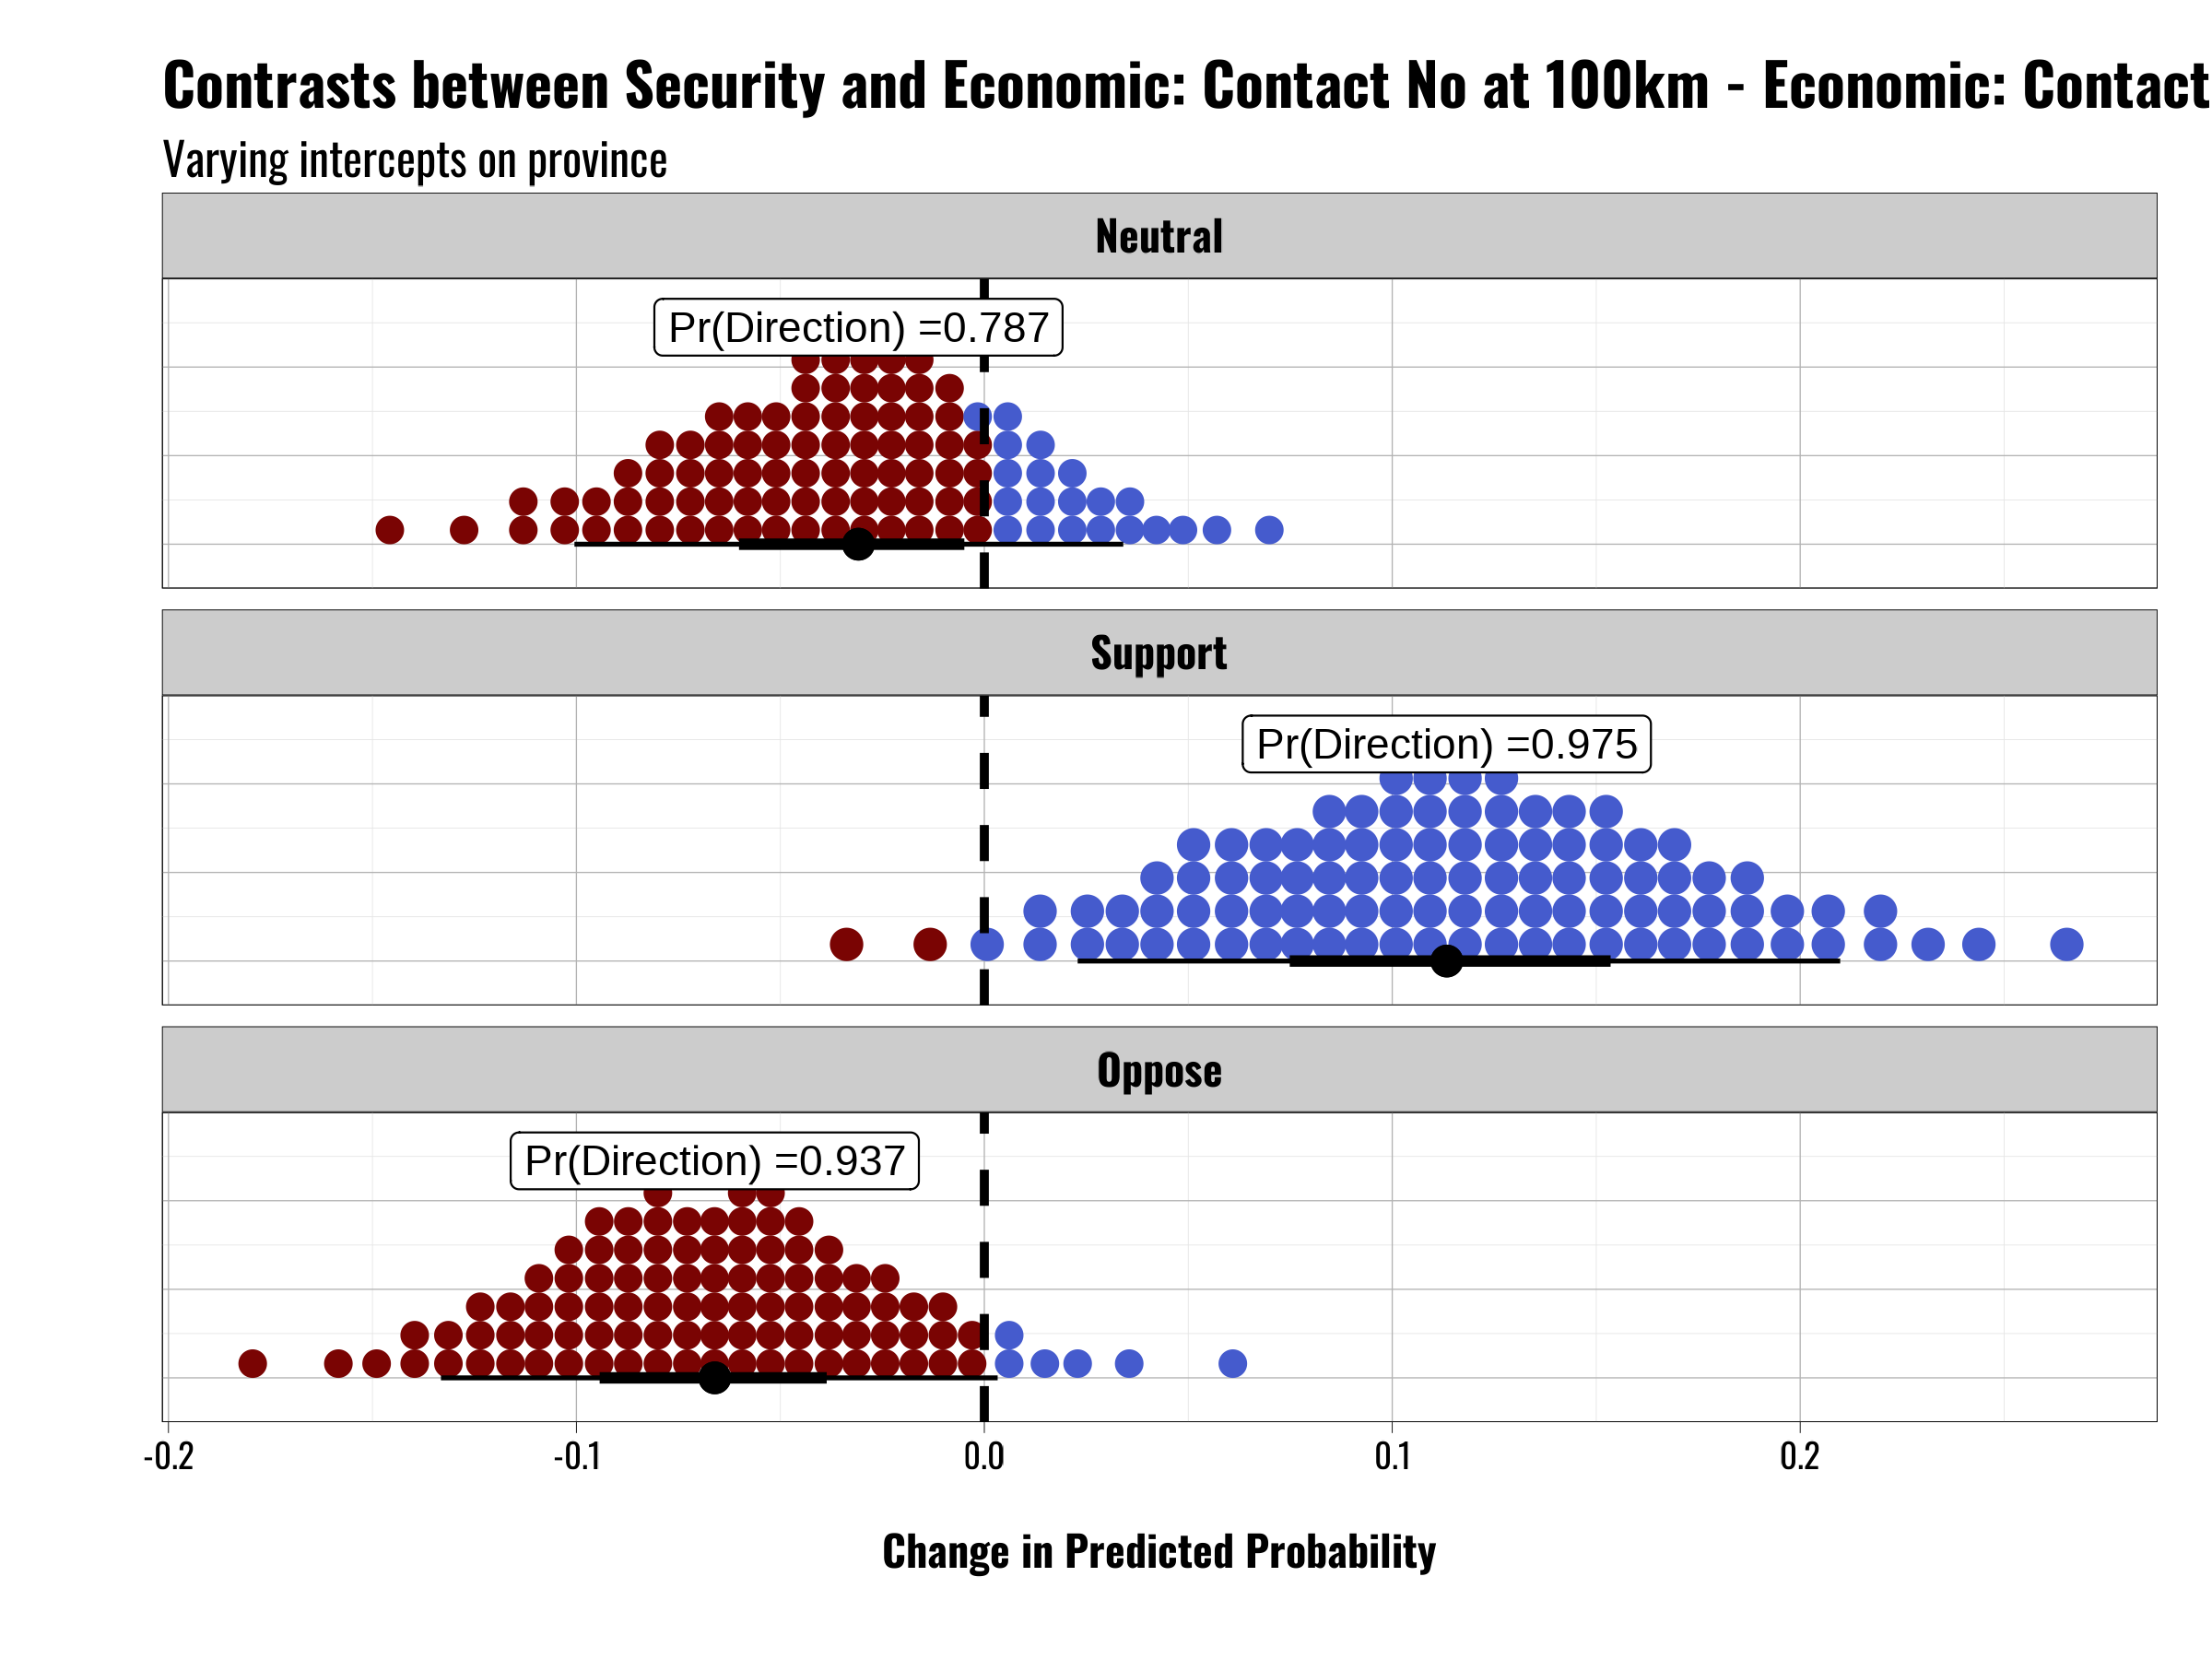 Contrasts between Security and Economic: Contact No at 100km - Economic: Contact
Varying intercepts on province
Neutral
Pr(Direction) =0.787
Support
Pr(Direction) =0.975
Oppose
Pr(Direction) =0.937
-0.2 -0.1 0.0 0.1 0.2
Change in Predicted Probability